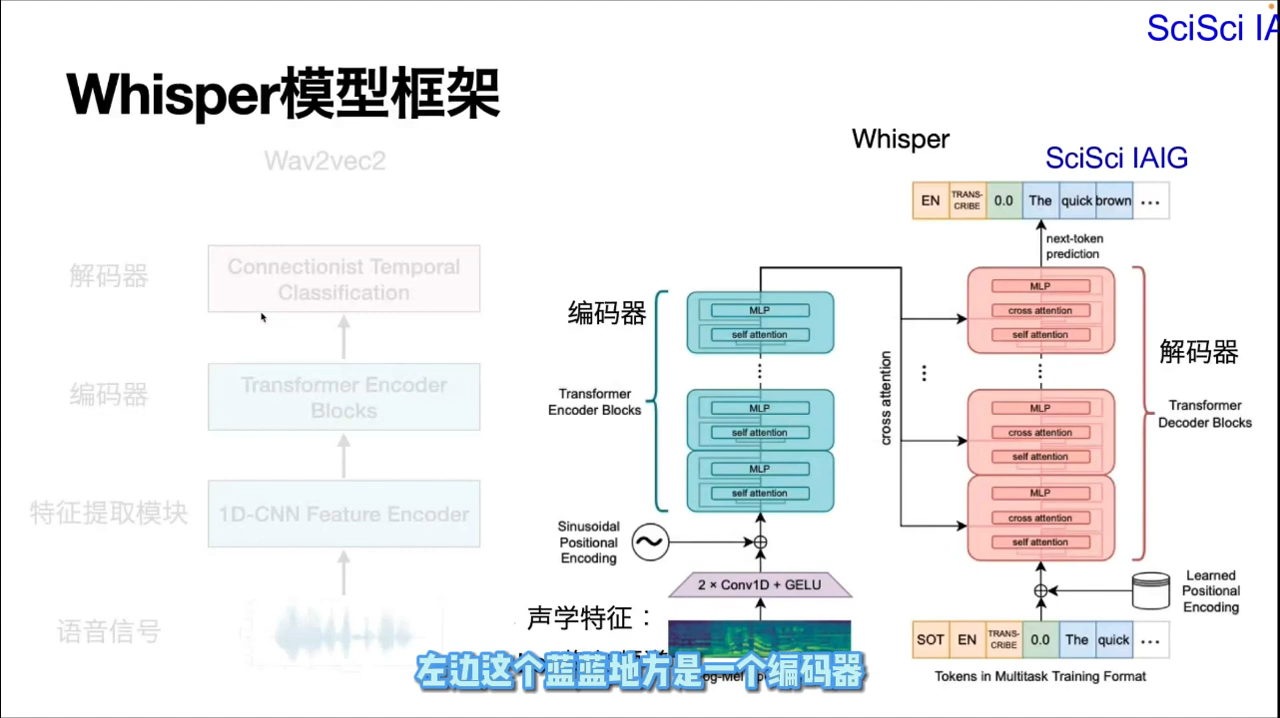 SciSci IA
Whisper模型框架
Wav2vec2
解码器
Connectionist Temporal
Classification
编码器
Transformer Encoder
Blocks
特征提取模块
1D-CNN Feature Encoder
语音信号
Whisper
SciSci IAIG
EN
TRANS-
CRIBE
0.0
The
quick
brown
...
next-token
prediction
编码器
Transformer
Encoder Blocks
MLP
self attention
⋮
MLP
self attention
MLP
self attention
Sinusoidal
Positional
Encoding
2 × Conv1D + GELU
声学特征：
cross attention
⋮
MLP
cross attention
self attention
⋮
MLP
cross attention
self attention
MLP
cross attention
self attention
解码器
Transformer
Decoder Blocks
Learned
Positional
Encoding
SOT
EN
TRANS-
CRIBE
0.0
The
quick
...
Tokens in Multitask Training Format
左边这个蓝蓝地方是一个编码器